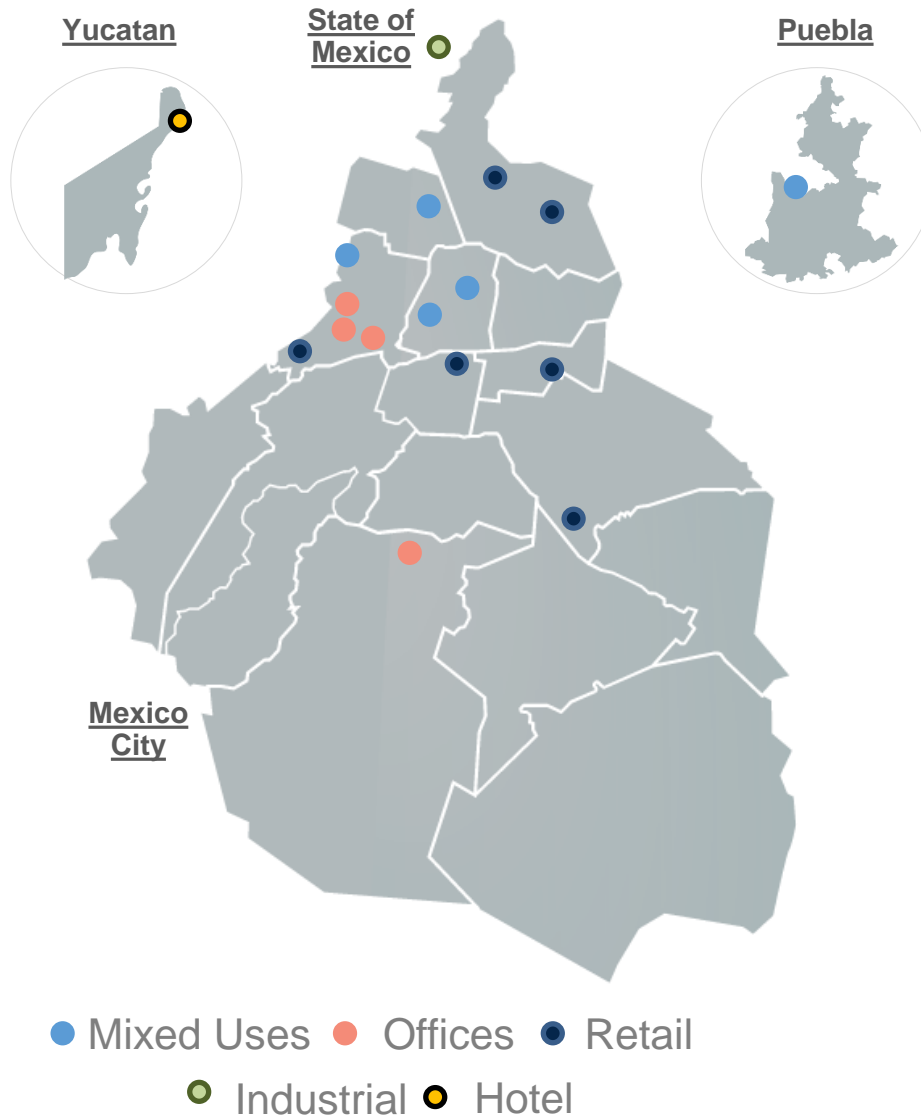 Yucatan
State of
Mexico
Puebla
Mexico
City
Mixed Uses
Offices
Retail
Industrial
Hotel